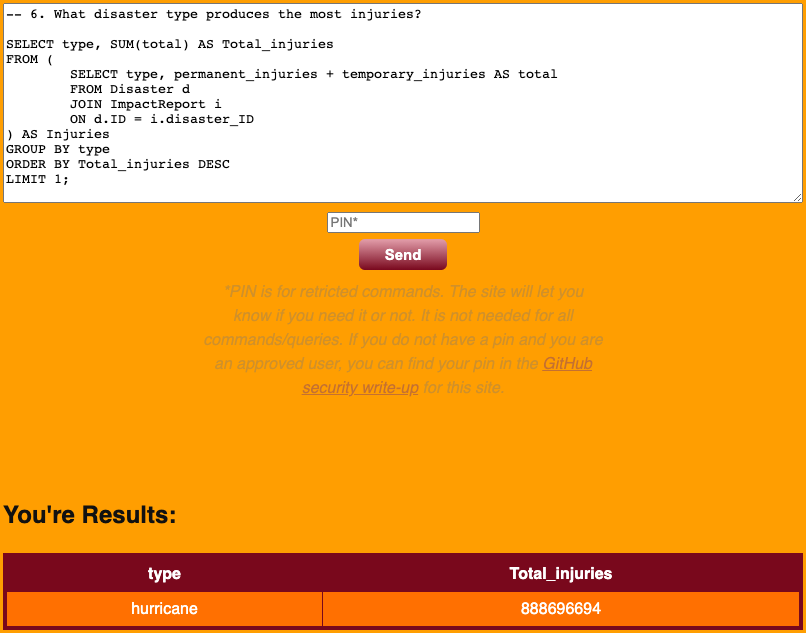 -- 6. What disaster type produces the most injuries?
SELECT type, SUM(total) AS Total_injuries
FROM (
        SELECT type, permanent_injuries + temporary_injuries AS total
        FROM Disaster d
        JOIN ImpactReport i
        ON d.ID = i.disaster_ID
) AS Injuries
GROUP BY type
ORDER BY Total_injuries DESC
LIMIT 1;
PIN*
Send
*PIN is for retricted commands. The site will let you
know if you need it or not. It is not needed for all
commands/queries. If you do not have a pin and you are
an approved user, you can find your pin in the GitHub
security write-up for this site.
You're Results:
type Total_injuries
hurricane 888696694